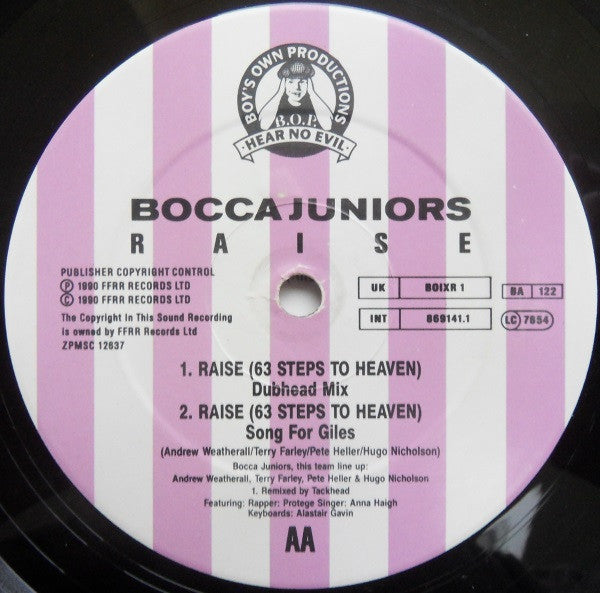 BOY'S OWN PRODUCTIONS
B.O.P.
· HEAR NO EVIL ·
BOCCA JUNIORS
RAISE
PUBLISHER COPYRIGHT CONTROL
Ⓟ 1990 FFRR RECORDS LTD
Ⓒ 1990 FFRR RECORDS LTD
The Copyright In This Sound Recording
is owned by FFRR Records Ltd
ZPMSC 12637
UK BOIXR 1 BA 122
INT 869141.1 LC 7654
1. RAISE (63 STEPS TO HEAVEN)
Dubhead Mix
2. RAISE (63 STEPS TO HEAVEN)
Song For Giles
(Andrew Weatherall/Terry Farley/Pete Heller/Hugo Nicholson)
Bocca Juniors, this team line up:
Andrew Weatherall, Terry Farley, Pete Heller & Hugo Nicholson
1. Remixed by Tackhead
Featuring: Rapper: Protege Singer: Anna Haigh
Keyboards: Alastair Gavin
AA